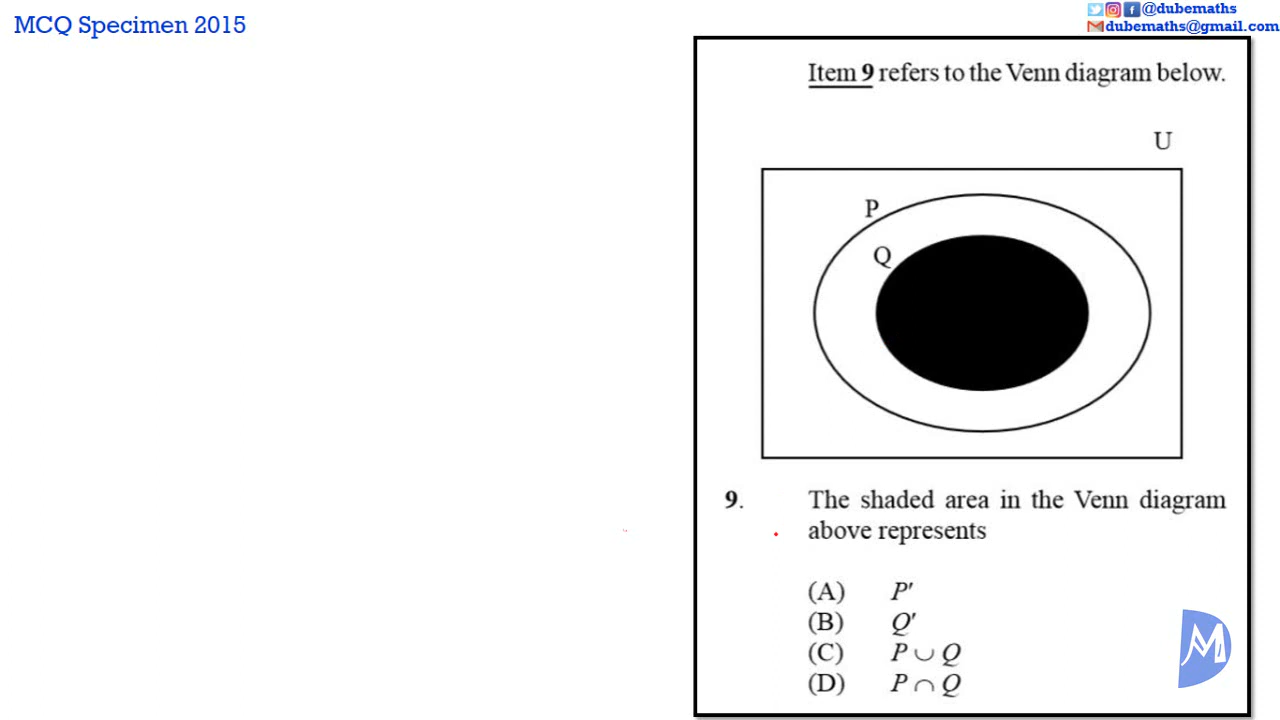 MCQ Specimen 2015
@dubemaths
dubemaths@gmail.com
Item 9 refers to the Venn diagram below.
U
P
Q
9. The shaded area in the Venn diagram
above represents
(A) P′
(B) Q′
(C) P ∪ Q
(D) P ∩ Q
M